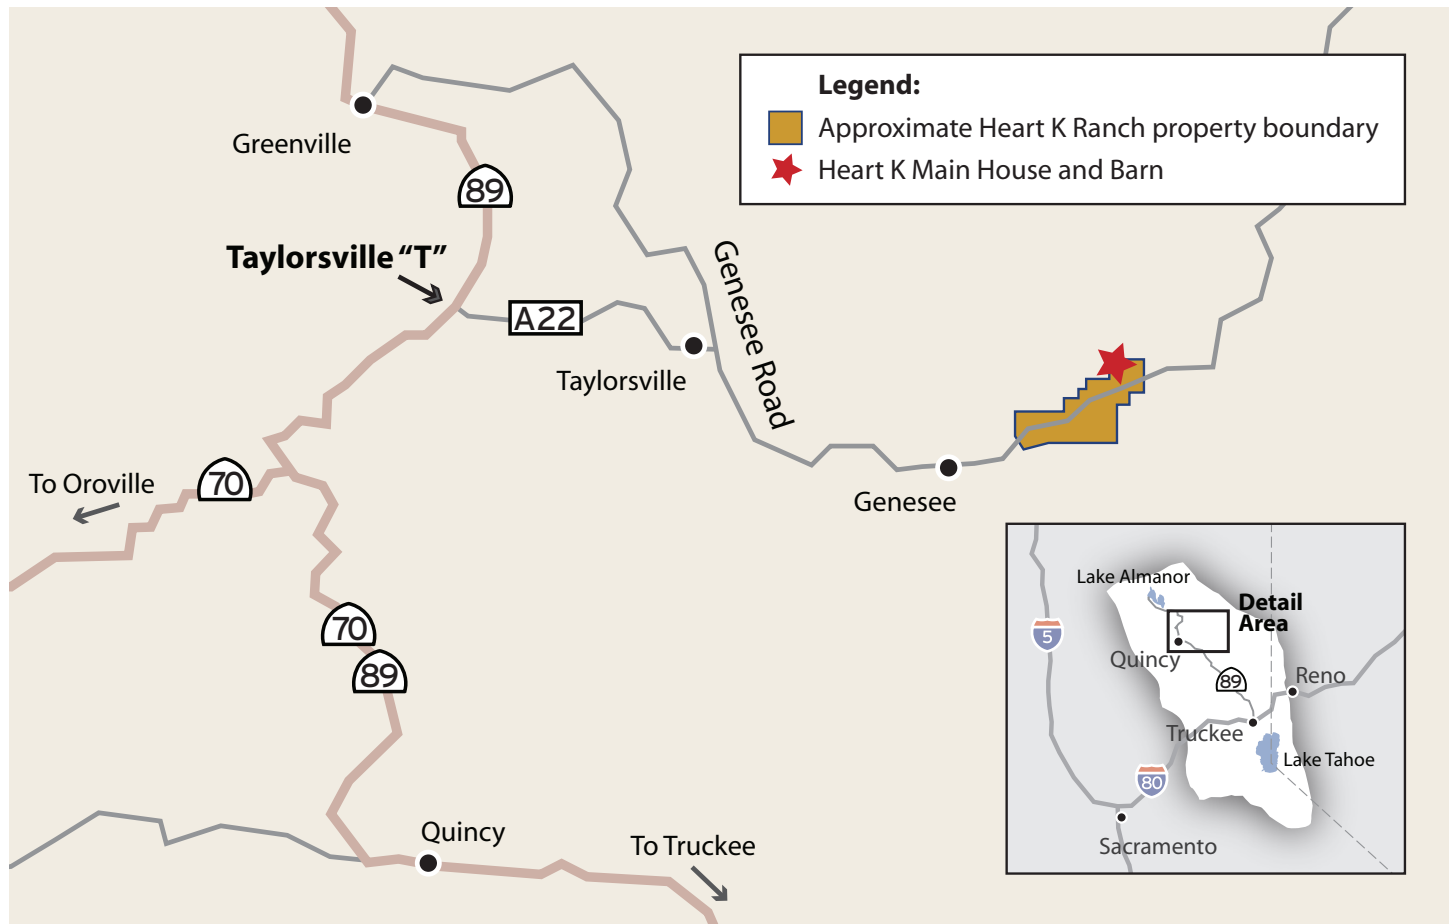 Legend:
Approximate Heart K Ranch property boundary
Heart K Main House and Barn
Greenville
89
Taylorsville “T”
A22
Genesee Road
Taylorsville
To Oroville
70
Genesee
70
89
Quincy
To Truckee
Lake Almanor
Detail
Area
5
Quincy
89
Reno
Truckee
Lake Tahoe
80
Sacramento